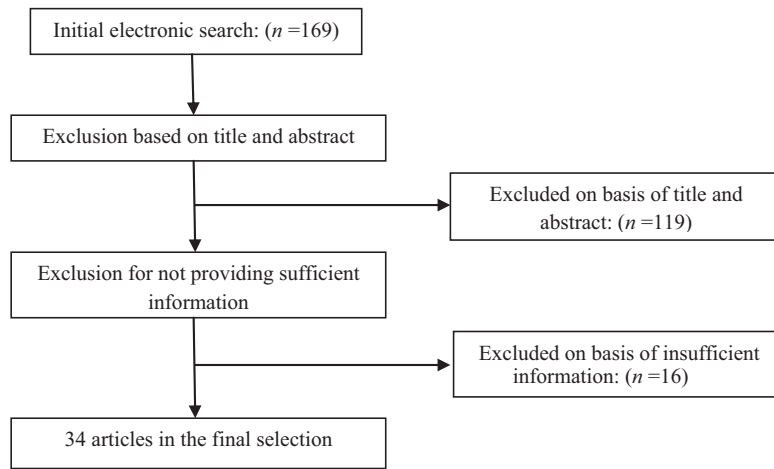 Initial electronic search: (n =169)
Exclusion based on title and abstract
Excluded on basis of title and
abstract: (n =119)
Exclusion for not providing sufficient
information
Excluded on basis of insufficient
information: (n =16)
34 articles in the final selection